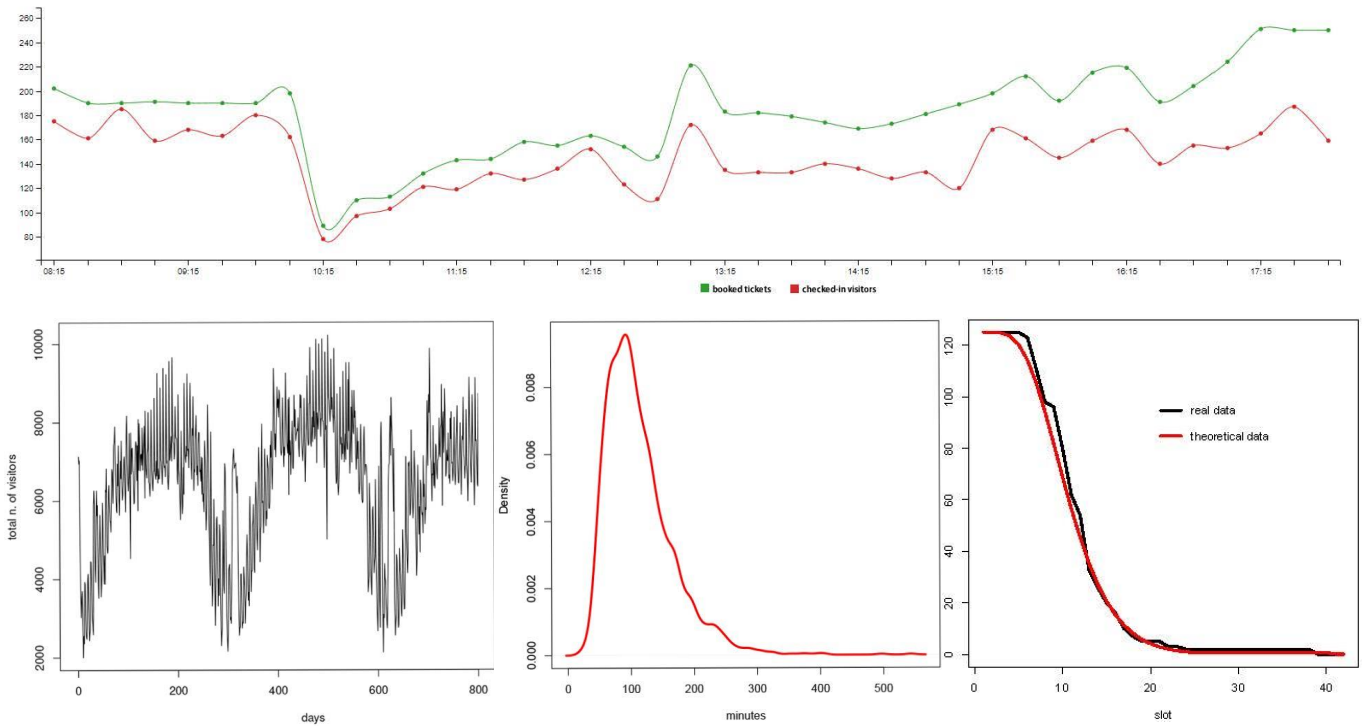 260
240
220
200
180
160
140
120
100
80
08:15 09:15 10:15 11:15 12:15 13:15 14:15 15:15 16:15 17:15
booked tickets checked-in visitors
total n. of visitors
10000
8000
6000
4000
2000
0 200 400 600 800
days
Density
0.008
0.006
0.004
0.002
0.000
0 100 200 300 400 500
minutes
120
100
80
60
40
20
0
real data
theoretical data
0 10 20 30 40
slot